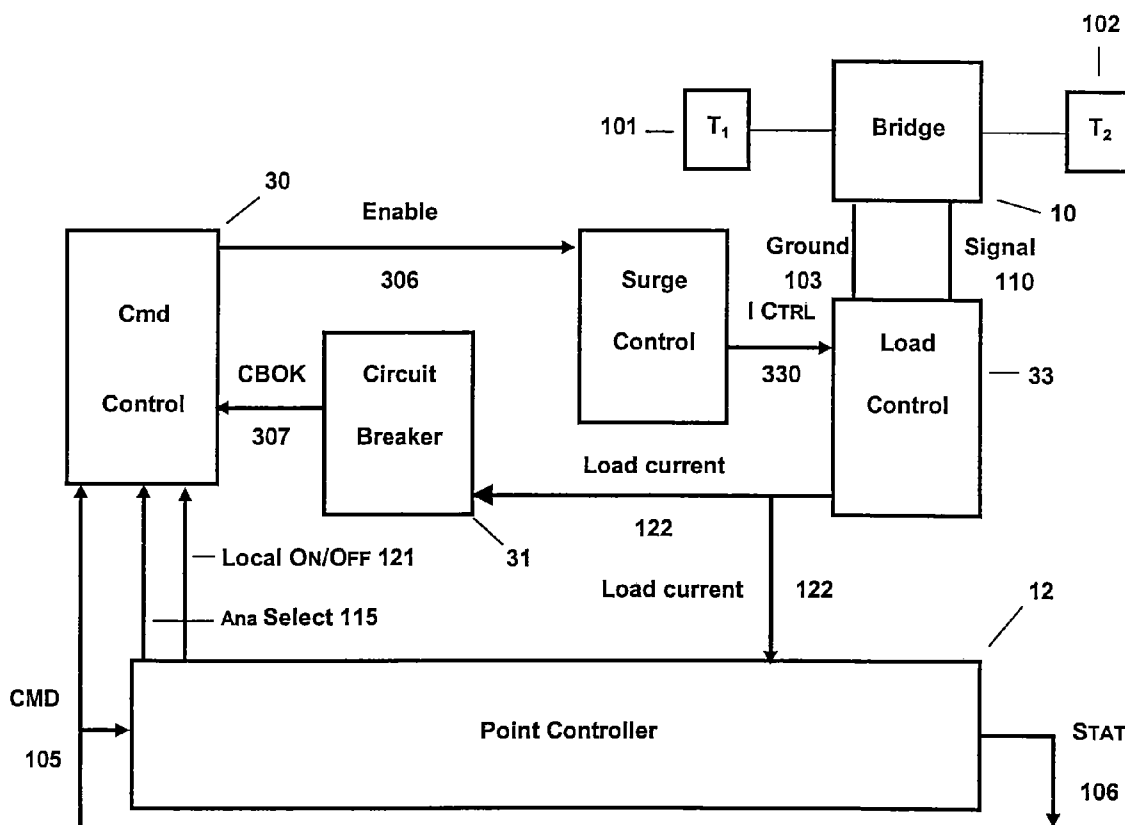 102
101
T₁
Bridge
T₂
30
10
Enable
306
Ground
103
Signal
110
Surge
Control
I CTRL
330
Load
Control
33
Cmd
Control
CBOK
307
Circuit
Breaker
31
Load current
122
Local ON/OFF 121
Load current
122
12
Ana Select 115
CMD
105
Point Controller
STAT
106